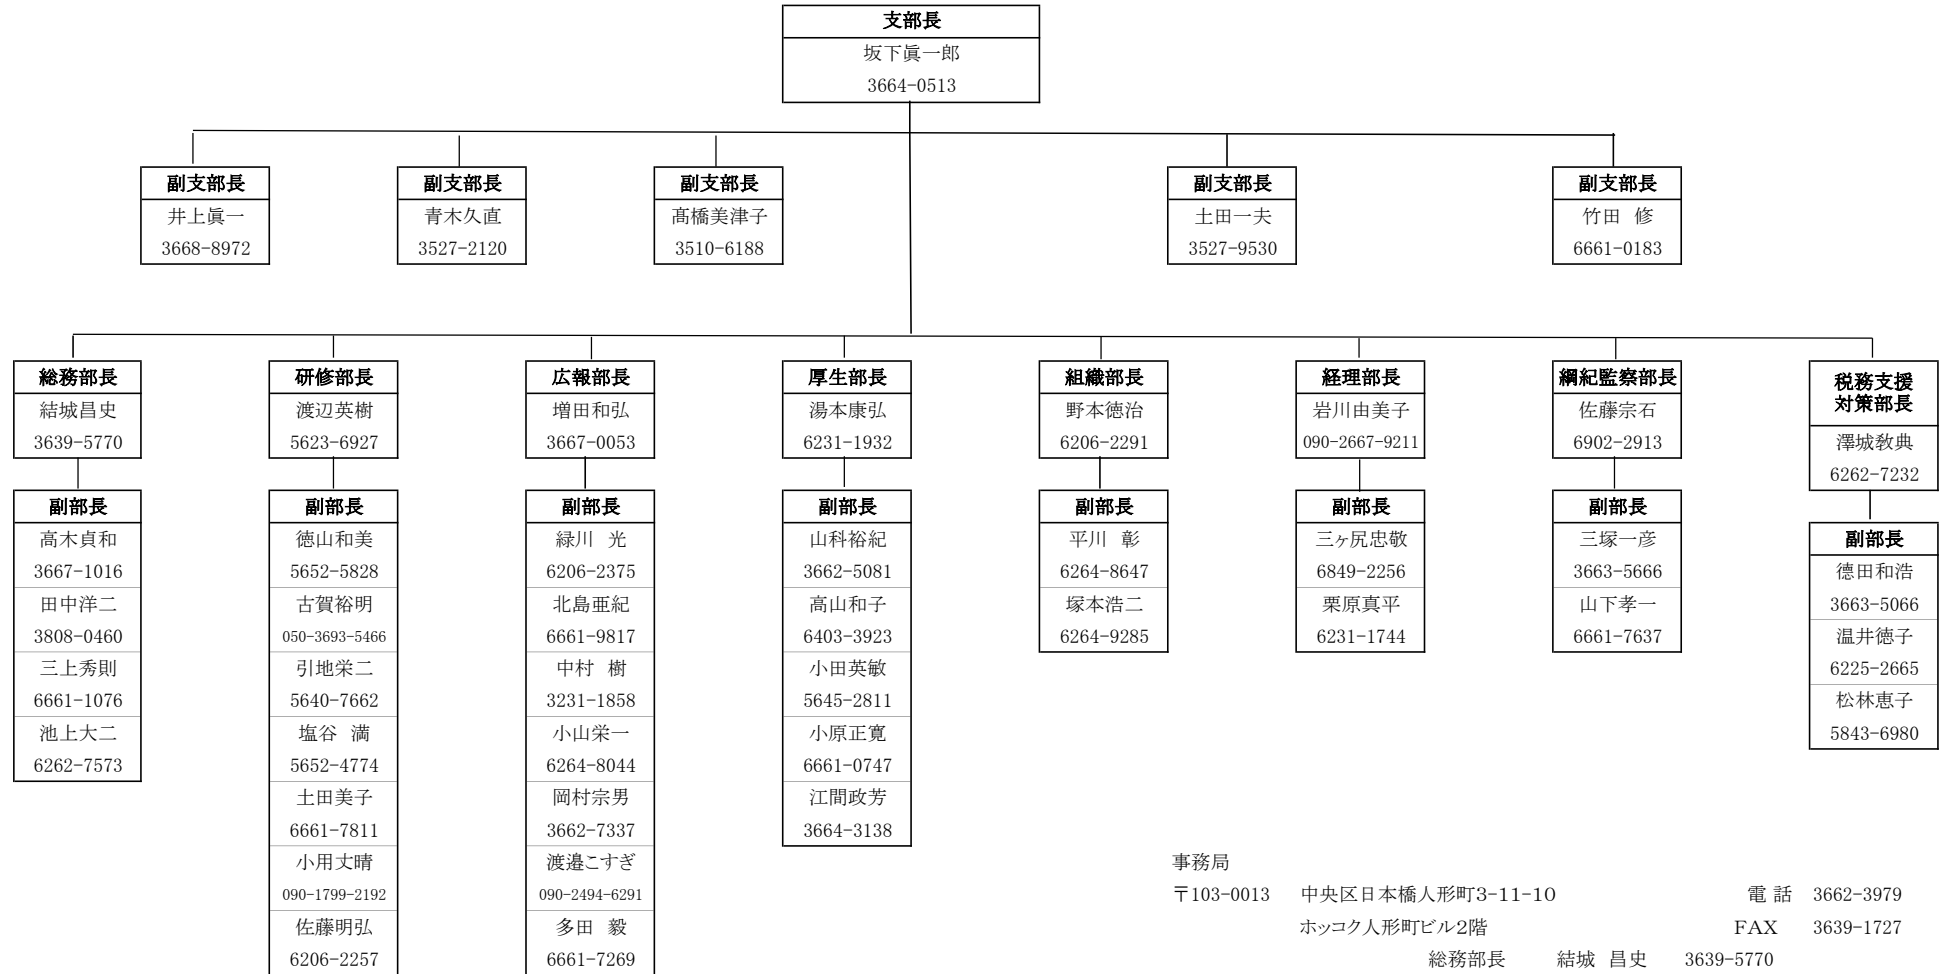 支部長
坂下眞一郎
3664-0513
副支部長
井上眞一
3668-8972
副支部長
青木久直
3527-2120
副支部長
髙橋美津子
3510-6188
副支部長
土田一夫
3527-9530
副支部長
竹田　修
6661-0183
総務部長
結城昌史
3639-5770
副部長
高木貞和
3667-1016
田中洋二
3808-0460
三上秀則
6661-1076
池上大二
6262-7573
研修部長
渡辺英樹
5623-6927
副部長
徳山和美
5652-5828
古賀裕明
050-3693-5466
引地栄二
5640-7662
塩谷　満
5652-4774
土田美子
6661-7811
小用丈晴
090-1799-2192
佐藤明弘
6206-2257
広報部長
増田和弘
3667-0053
副部長
緑川　光
6206-2375
北島亜紀
6661-9817
中村　樹
3231-1858
小山栄一
6264-8044
岡村宗男
3662-7337
渡邉こすぎ
090-2494-6291
多田　毅
6661-7269
厚生部長
湯本康弘
6231-1932
副部長
山科裕紀
3662-5081
高山和子
6403-3923
小田英敏
5645-2811
小原正寛
6661-0747
江間政芳
3664-3138
組織部長
野本徳治
6206-2291
副部長
平川　彰
6264-8647
塚本浩二
6264-9285
経理部長
岩川由美子
090-2667-9211
副部長
三ヶ尻忠敬
6849-2256
栗原真平
6231-1744
綱紀監察部長
佐藤宗石
6902-2913
副部長
三塚一彦
3663-5666
山下孝一
6661-7637
税務支援
対策部長
澤城敎典
6262-7232
副部長
德田和浩
3663-5066
温井徳子
6225-2665
松林恵子
5843-6980
事務局
〒103-0013　中央区日本橋人形町3-11-10　電 話　3662-3979
ホッコク人形町ビル2階　FAX　3639-1727
総務部長　結城　昌史　3639-5770